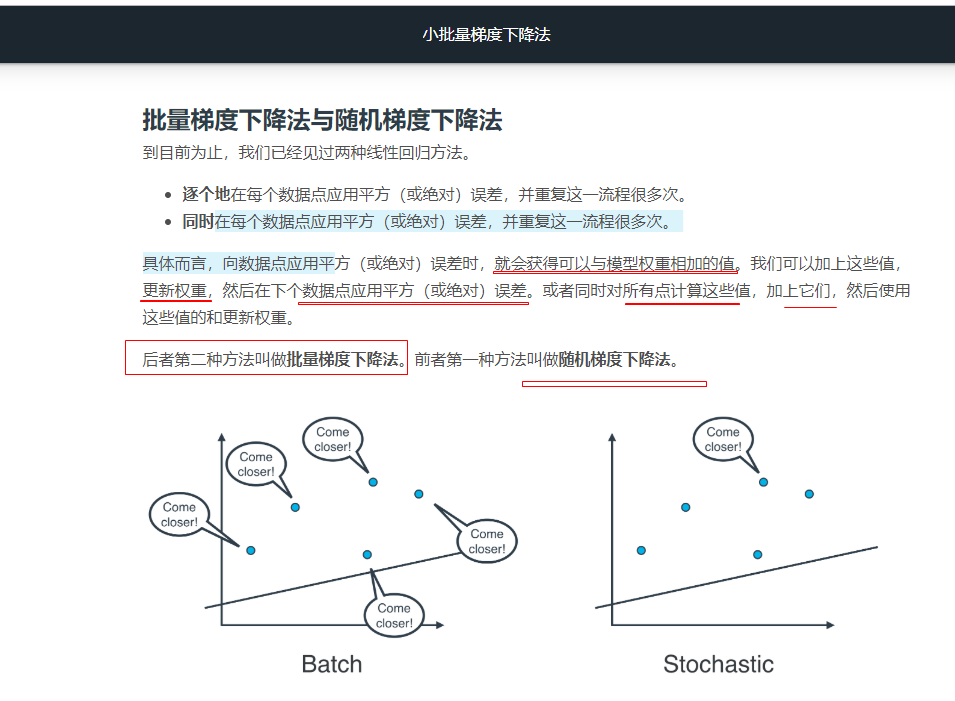 小批量梯度下降法
批量梯度下降法与随机梯度下降法
到目前为止，我们已经见过两种线性回归方法。
• 逐个地在每个数据点应用平方（或绝对）误差，并重复这一流程很多次。
• 同时在每个数据点应用平方（或绝对）误差，并重复这一流程很多次。
具体而言，向数据点应用平方（或绝对）误差时，就会获得可以与模型权重相加的值。我们可以加上这些值，
更新权重，然后在下个数据点应用平方（或绝对）误差。或者同时对所有点计算这些值，加上它们，然后使用
这些值的和更新权重。
后者第二种方法叫做批量梯度下降法。前者第一种方法叫做随机梯度下降法。
Come
closer!
Come
closer!
Come
closer!
Come
closer!
Come
closer!
Batch
Come
closer!
Stochastic